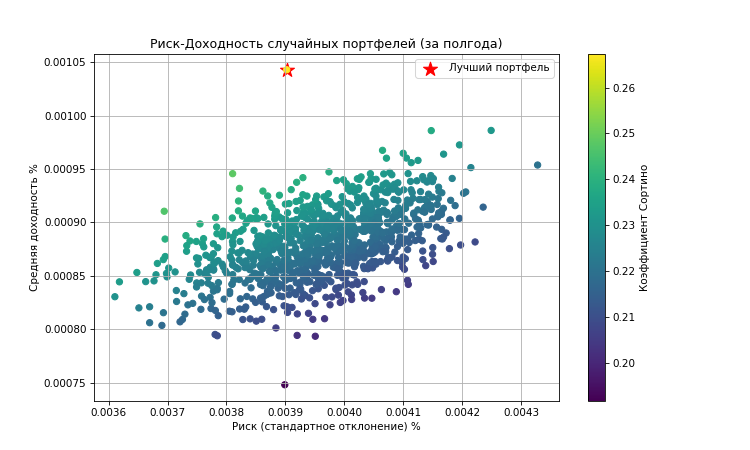 Риск-Доходность случайных портфелей (за полгода)
Лучший портфель
0.00105
0.00100
0.00095
0.00090
0.00085
0.00080
0.00075
Средняя доходность %
0.0036 0.0037 0.0038 0.0039 0.0040 0.0041 0.0042 0.0043
Риск (стандартное отклонение) %
0.26
0.25
0.24
0.23
0.22
0.21
0.20
Коэффициент Сортино